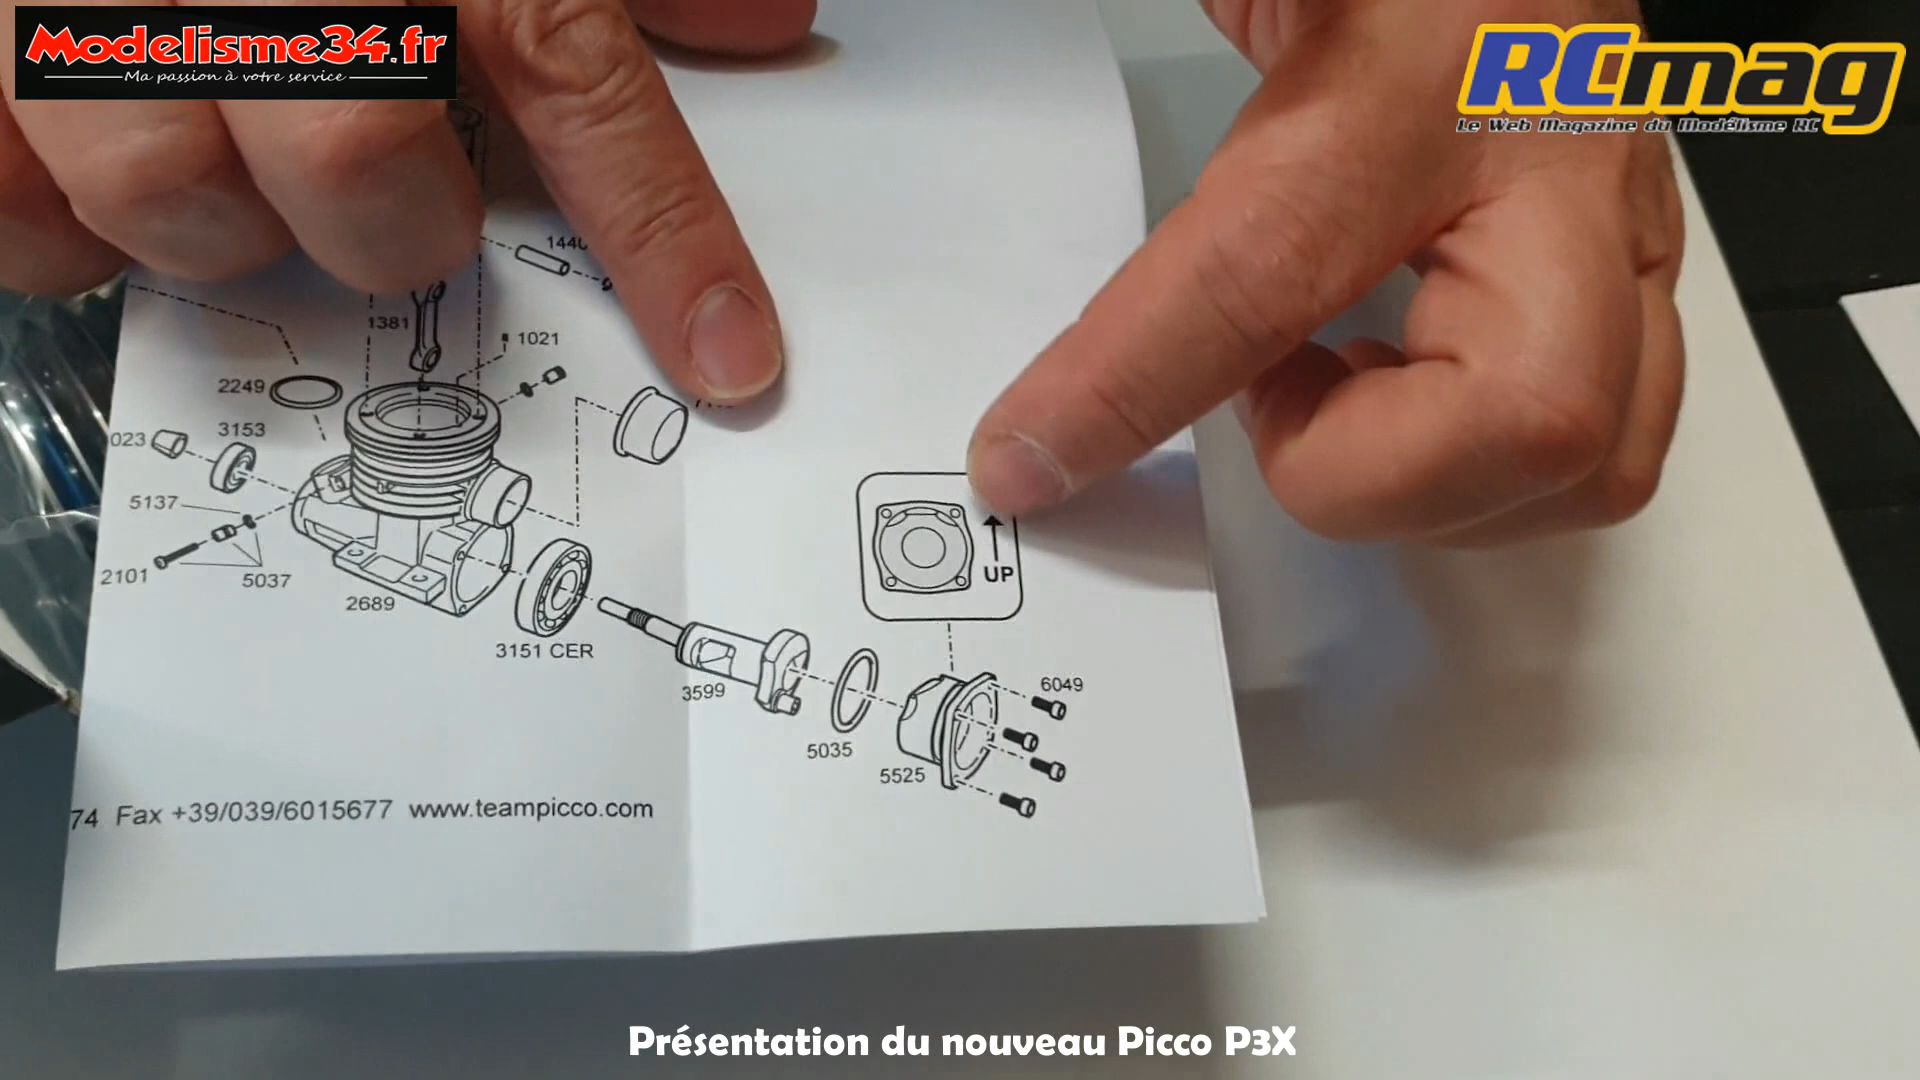 Modelisme34.fr
Ma passion à votre service
RCmag
Le Web Magazine du Modélisme RC
1381
1021
2249
3153
023
5137
2101
5037
2689
3151 CER
3599
UP
6049
5035
5525
74 Fax +39/039/6015677 www.teampicco.com
Présentation du nouveau Picco P3X